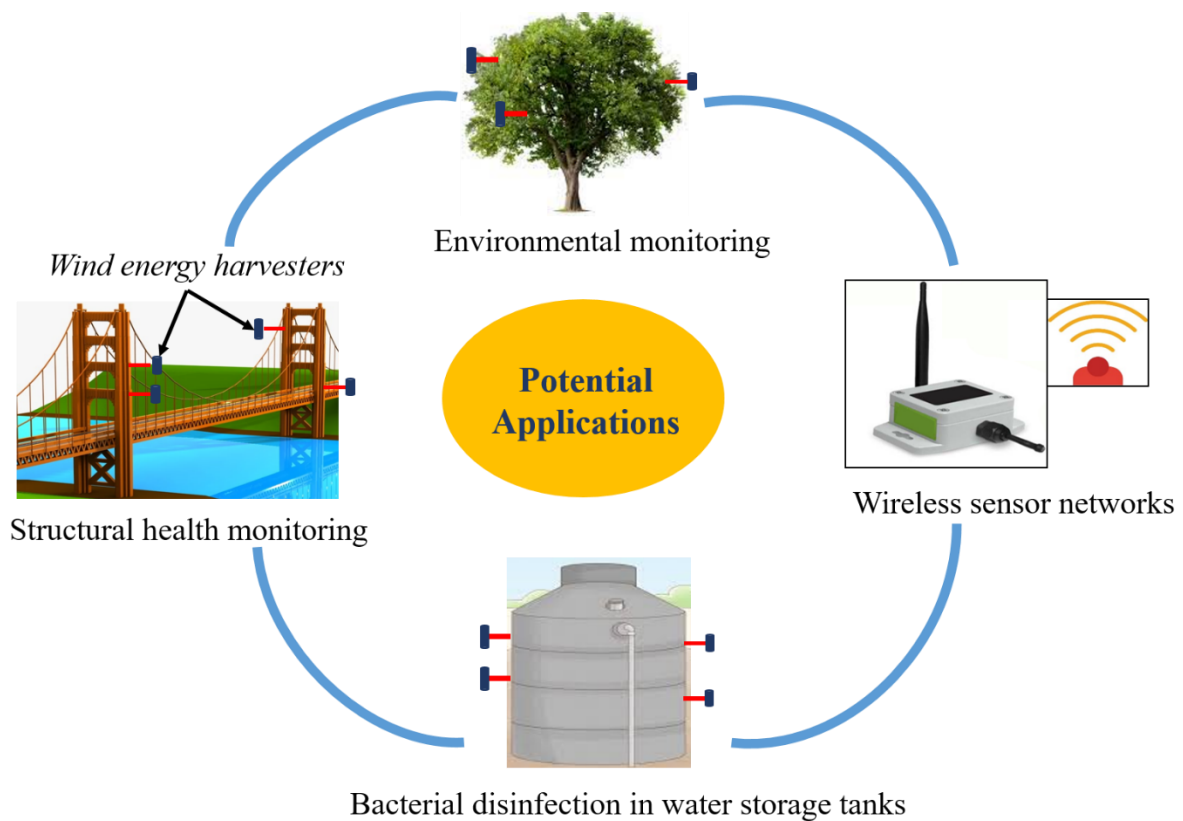 Environmental monitoring
Wind energy harvesters
Potential
Applications
Wireless sensor networks
Structural health monitoring
Bacterial disinfection in water storage tanks